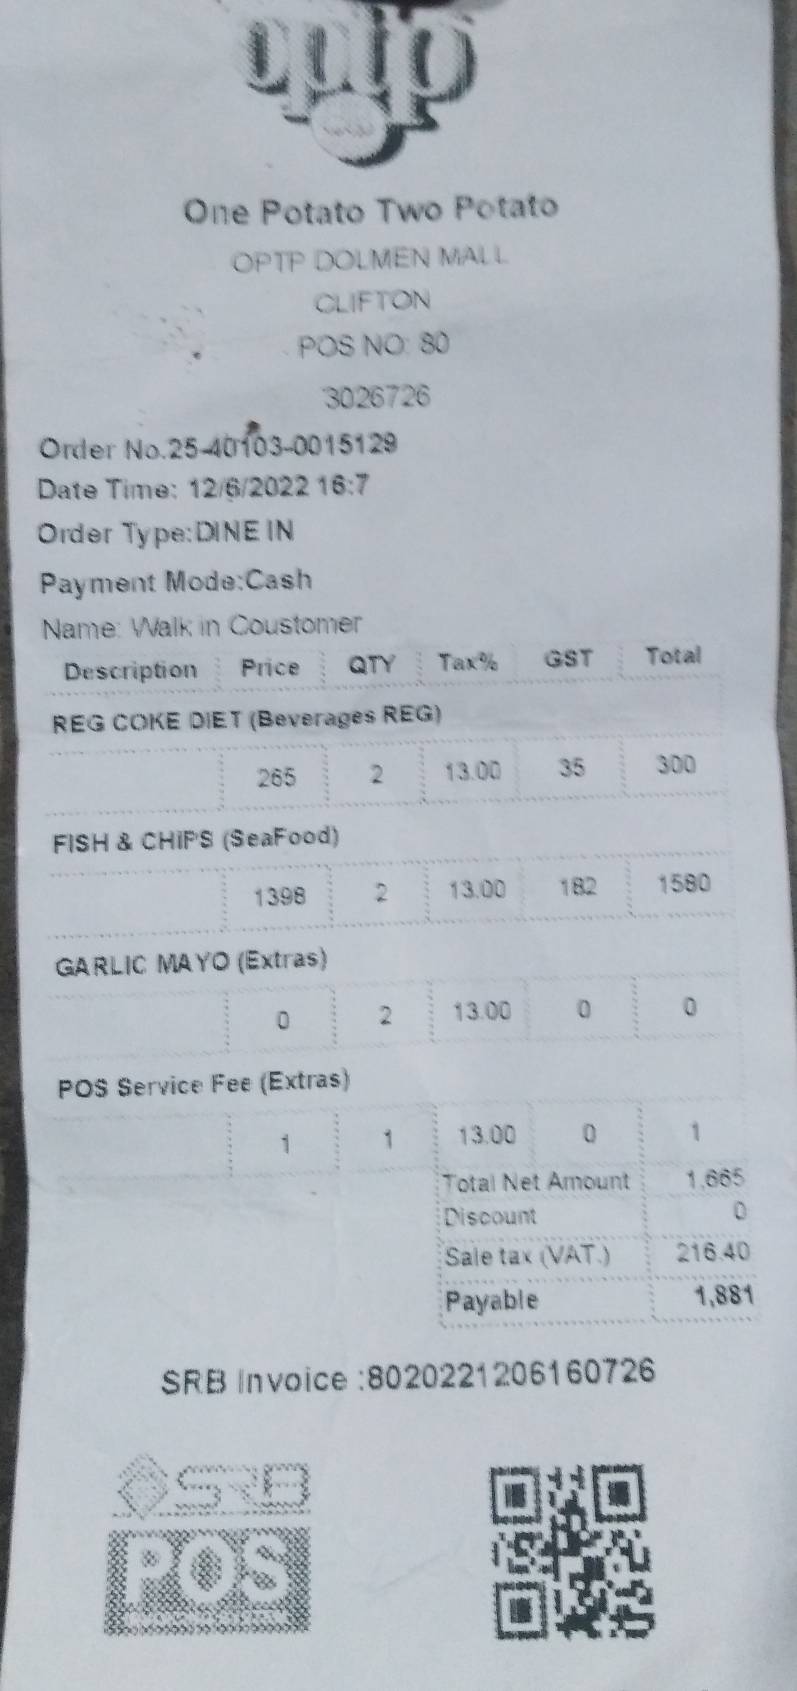 optp
One Potato Two Potato
OPTP DOLMEN MALL
CLIFTON
POS NO: 80
3026726
Order No.25-40103-0015129
Date Time: 12/6/2022 16:7
Order Type:DINE IN
Payment Mode:Cash
Name: Walk in Coustomer
Description Price QTY Tax% GST Total
REG COKE DIET (Beverages REG)
265 2 13.00 35 300
FISH & CHIPS (SeaFood)
1398 2 13.00 182 1580
GARLIC MAYO (Extras)
0 2 13.00 0 0
POS Service Fee (Extras)
1 1 13.00 0 1
Total Net Amount 1,665
Discount 0
Sale tax (VAT.) 216.40
Payable 1,881
SRB Invoice :8020221206160726
SRB
POS